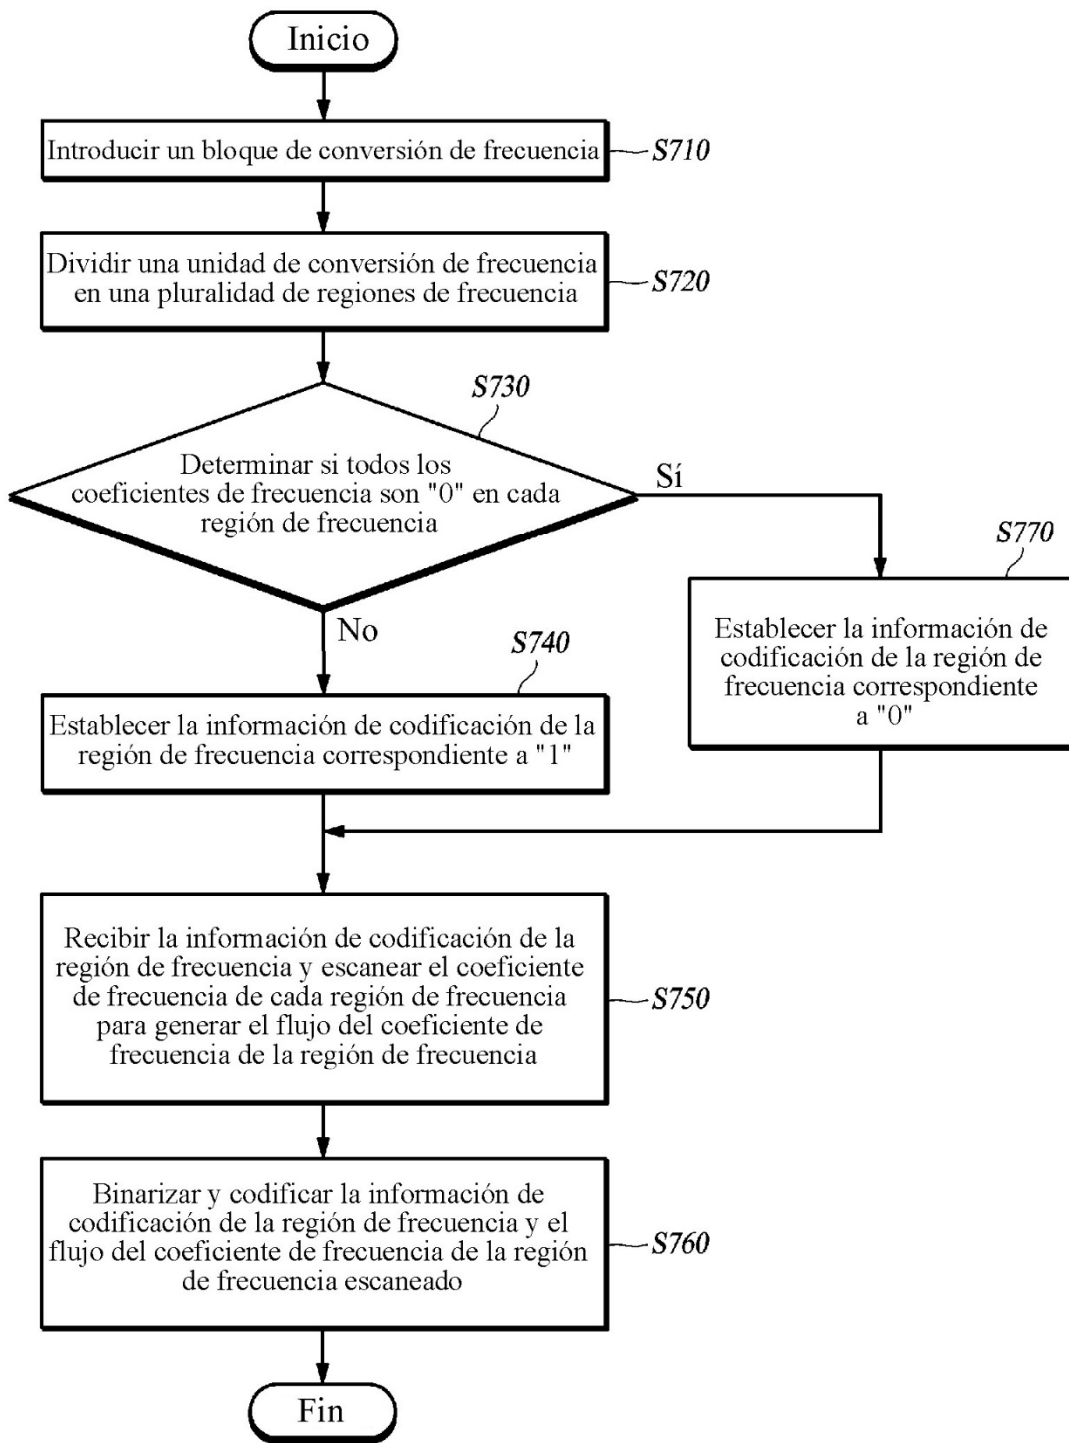 Inicio
Introducir un bloque de conversión de frecuencia
S710
Dividir una unidad de conversión de frecuencia
en una pluralidad de regiones de frecuencia
S720
S730
Determinar si todos los
coeficientes de frecuencia son "0" en cada
región de frecuencia
Sí
No
S770
Establecer la información de
codificación de la región de
frecuencia correspondiente
a "0"
S740
Establecer la información de codificación de la
región de frecuencia correspondiente a "1"
Recibir la información de codificación de la
región de frecuencia y escanear el coeficiente
de frecuencia de cada región de frecuencia
para generar el flujo del coeficiente de
frecuencia de la región de frecuencia
S750
Binarizar y codificar la información de
codificación de la región de frecuencia y el
flujo del coeficiente de frecuencia de la región
de frecuencia escaneado
S760
Fin